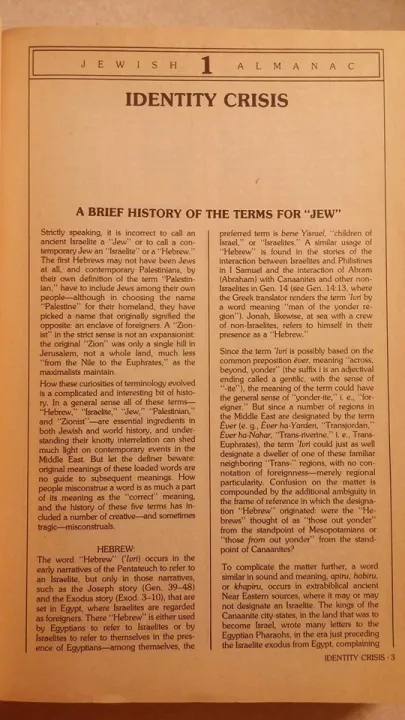 JEWISH 1 ALMANAC
IDENTITY CRISIS
A BRIEF HISTORY OF THE TERMS FOR "JEW"
Strictly speaking, it is incorrect to call an
ancient Israelite a "Jew" or to call a con-
temporary Jew an "Israelite" or a "Hebrew."
The first Hebrews may not have been Jews
at all, and contemporary Palestinians, by
their own definition of the term "Palestin-
ian," have to include Jews among their own
people—although in choosing the name
"Palestine" for their homeland, they have
picked a name that originally signified the
opposite: an enclave of foreigners. A "Zion-
ist" in the strict sense is not an expansionist:
the original "Zion" was only a single hill in
Jerusalem, not a whole land, much less
"from the Nile to the Euphrates," as the
maximalists maintain.
How these curiosities of terminology evolved
is a complicated and interesting bit of histo-
ry. In a general sense all of these terms—
"Hebrew," "Israelite," "Jew," "Palestinian,"
and "Zionist"—are essential ingredients in
both Jewish and world history, and under-
standing their knotty interrelation can shed
much light on contemporary events in the
Middle East. But let the definer beware:
original meanings of these loaded words are
no guide to subsequent meanings. How
people misconstrue a word is as much a part
of its meaning as the "correct" meaning,
and the history of these five terms has in-
cluded a number of creative—and sometimes
tragic—misconstruals.
HEBREW:
The word "Hebrew" ('Ivri) occurs in the
early narratives of the Pentateuch to refer to
an Israelite, but only in those narratives,
such as the Joseph story (Gen. 39–48)
and the Exodus story (Exod. 3–10), that are
set in Egypt, where Israelites are regarded
as foreigners. There "Hebrew" is either used
by Egyptians to refer to Israelites or by
Israelites to refer to themselves in the pres-
ence of Egyptians—among themselves, the
preferred term is bene Yisrael, "children of
Israel," or "Israelites." A similar usage of
"Hebrew" is found in the stories of the
interaction between Israelites and Philistines
in I Samuel and the interaction of Abram
(Abraham) with Canaanites and other non-
Israelites in Gen. 14 (see Gen. 14:13, where
the Greek translator renders the term Ivri by
a word meaning "man of the yonder re-
gion"). Jonah, likewise, at sea with a crew
of non-Israelites, refers to himself in their
presence as a "Hebrew."
Since the term 'Ivri is possibly based on the
common preposition éver, meaning "across,
beyond, yonder" (the suffix i is an adjectival
ending called a gentilic, with the sense of
"-ite"), the meaning of the term could have
the general sense of "yonder-ite," i. e., "for-
eigner." But since a number of regions in
the Middle East are designated by the term
Éver (e. g., Éver ha-Yarden, "Transjordan,"
Éver ha-Nahar, "Trans-riverine," i. e., Trans-
Euphrates), the term 'Ivri could just as well
designate a dweller of one of these familiar
neighboring "Trans-" regions, with no con-
notation of foreignness—merely regional
particularity. Confusion on the matter is
compounded by the additional ambiguity in
the frame of reference in which the designa-
tion "Hebrew" originated: were the "He-
brews" thought of as "those out yonder"
from the standpoint of Mesopotamians or
"those from out yonder" from the stand-
point of Canaanites?
To complicate the matter further, a word
similar in sound and meaning, apiru, habiru,
or khapiru, occurs in extrabiblical ancient
Near Eastern sources, where it may or may
not designate an Israelite. The kings of the
Canaanite city-states, in the land that was to
become Israel, wrote many letters to the
Egyptian Pharaohs, in the era just preceding
the Israelite exodus from Egypt, complaining
IDENTITY CRISIS · 3